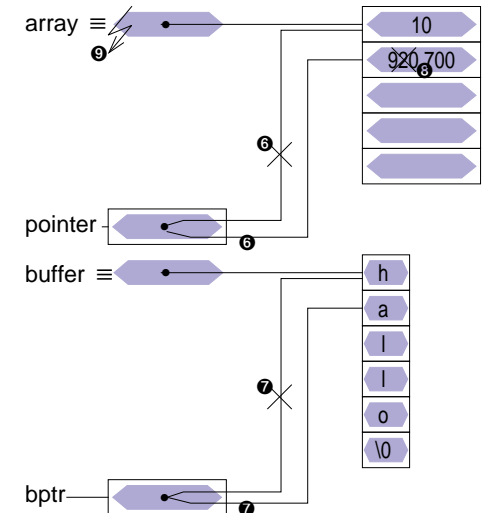 array ≡
10
❾
920 700
❽
❻
pointer
❻
buffer ≡
h
a
l
l
❼
o
\0
bptr
❼